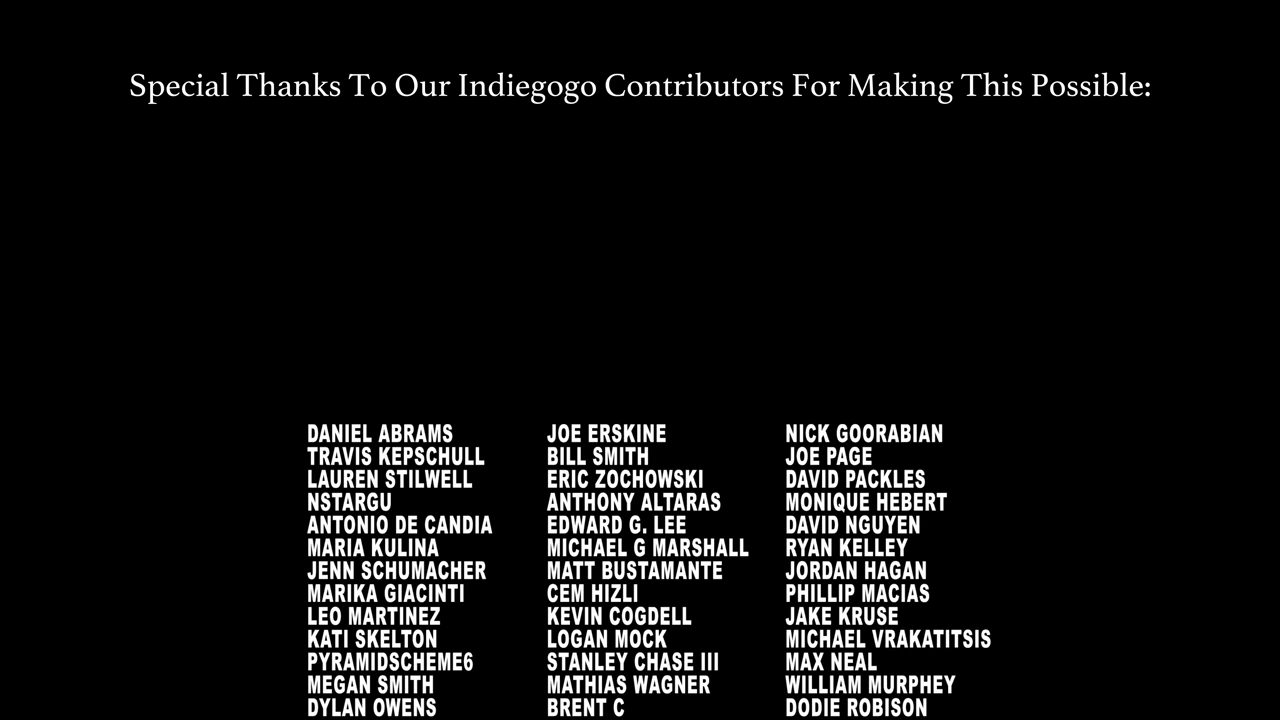 Special Thanks To Our Indiegogo Contributors For Making This Possible:
DANIEL ABRAMS
TRAVIS KEPSCHULL
LAUREN STILWELL
NSTARGU
ANTONIO DE CANDIA
MARIA KULINA
JENN SCHUMACHER
MARIKA GIACINTI
LEO MARTINEZ
KATI SKELTON
PYRAMIDSCHEME6
MEGAN SMITH
DYLAN OWENS
JOE ERSKINE
BILL SMITH
ERIC ZOCHOWSKI
ANTHONY ALTARAS
EDWARD G. LEE
MICHAEL G MARSHALL
MATT BUSTAMANTE
CEM HIZLI
KEVIN COGDELL
LOGAN MOCK
STANLEY CHASE III
MATHIAS WAGNER
BRENT C
NICK GOORABIAN
JOE PAGE
DAVID PACKLES
MONIQUE HEBERT
DAVID NGUYEN
RYAN KELLEY
JORDAN HAGAN
PHILLIP MACIAS
JAKE KRUSE
MICHAEL VRAKATITSIS
MAX NEAL
WILLIAM MURPHEY
DODIE ROBISON